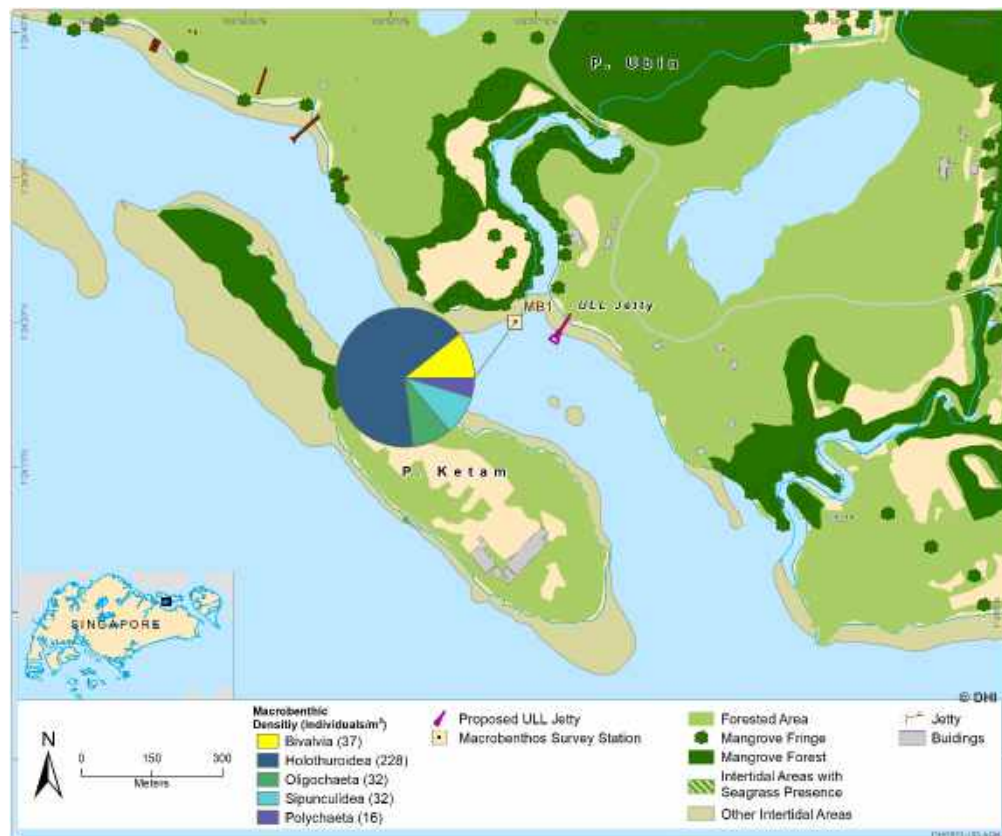 P. Ubin
MB1
ULL Jetty
P. Ketam
SINGAPORE
© DHI
N
0 150 300
Meters
Macrobenthic
Densitiy (individuals/m²)
Bivalvia (37)
Holothuroidea (228)
Oligochaeta (32)
Sipunculidea (32)
Polychaeta (16)
Proposed ULL Jetty
Macrobenthos Survey Station
Forested Area
Mangrove Fringe
Mangrove Forest
Intertidal Areas with
Seagrass Presence
Other Intertidal Areas
Jetty
Buidings